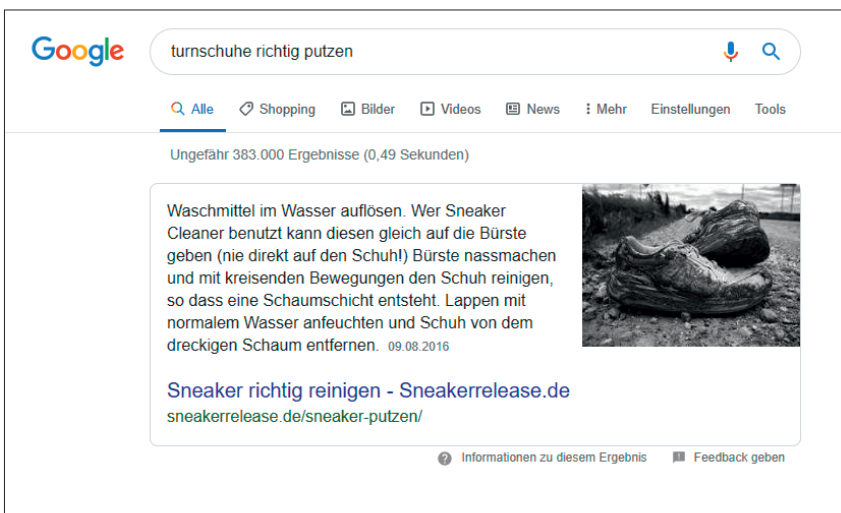 Google
turnschuhe richtig putzen
Alle Shopping Bilder Videos News Mehr Einstellungen Tools
Ungefähr 383.000 Ergebnisse (0,49 Sekunden)
Waschmittel im Wasser auflösen. Wer Sneaker
Cleaner benutzt kann diesen gleich auf die Bürste
geben (nie direkt auf den Schuh!) Bürste nassmachen
und mit kreisenden Bewegungen den Schuh reinigen,
so dass eine Schaumschicht entsteht. Lappen mit
normalem Wasser anfeuchten und Schuh von dem
dreckigen Schaum entfernen. 09.08.2016
Sneaker richtig reinigen - Sneakerrelease.de
sneakerrelease.de/sneaker-putzen/
Informationen zu diesem Ergebnis Feedback geben